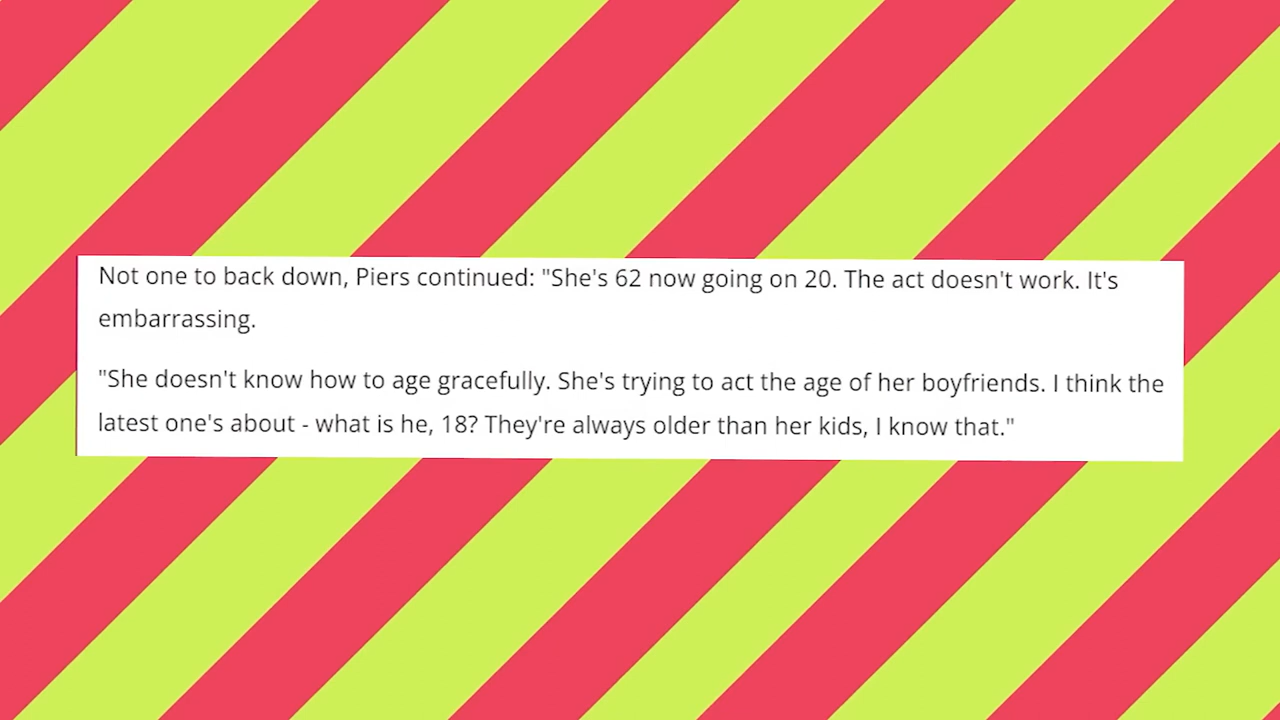 Not one to back down, Piers continued: "She's 62 now going on 20. The act doesn't work. It's
embarrassing.
"She doesn't know how to age gracefully. She's trying to act the age of her boyfriends. I think the
latest one's about - what is he, 18? They're always older than her kids, I know that."